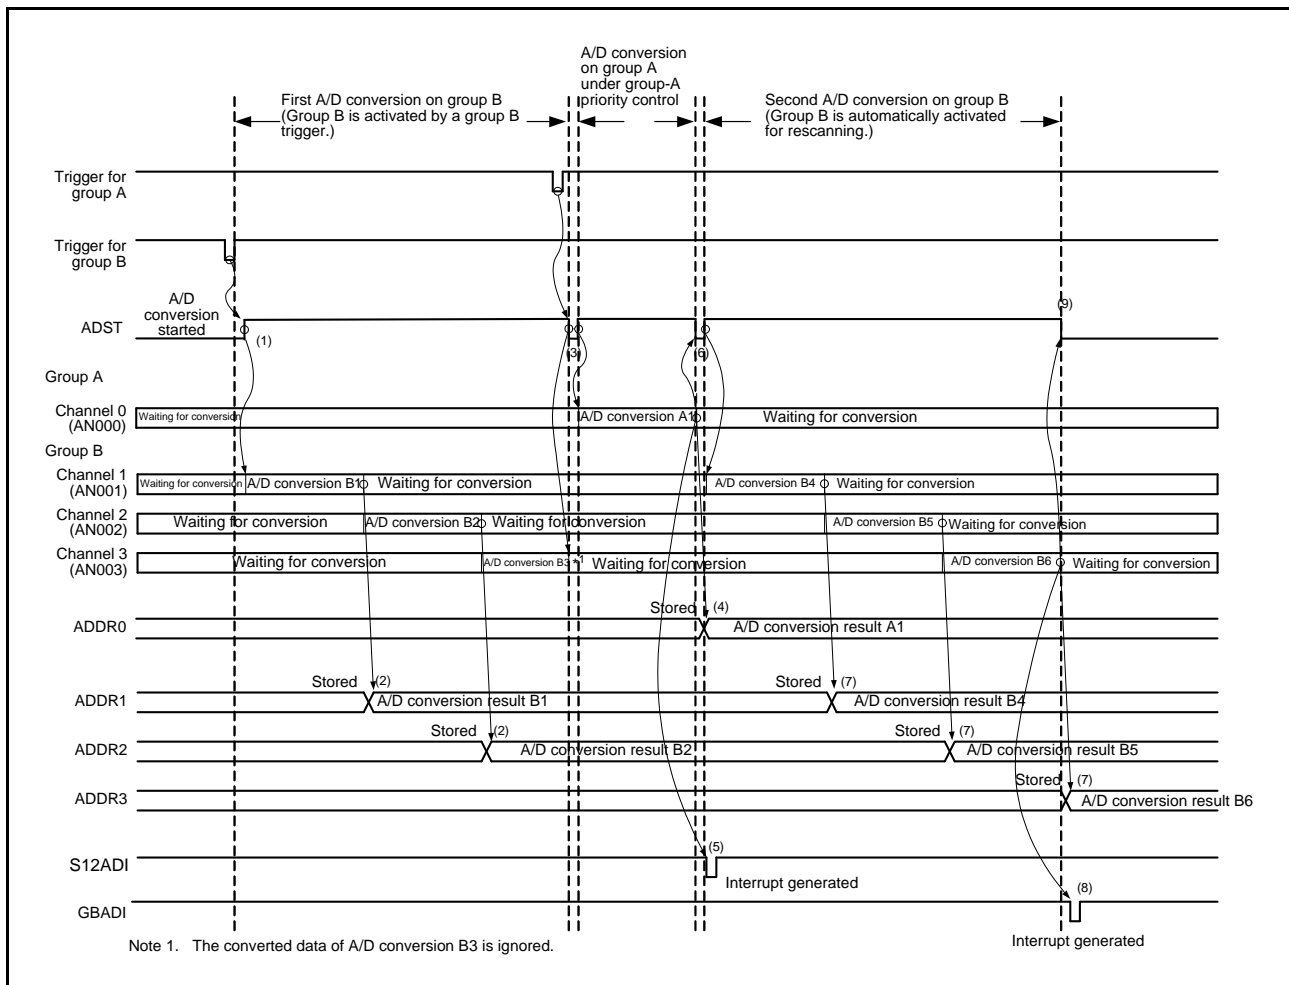 A/D conversion
on group A
under group-A
priority control
First A/D conversion on group B
(Group B is activated by a group B
trigger.)
Second A/D conversion on group B
(Group B is automatically activated
for rescanning.)
Trigger for
group A
Trigger for
group B
A/D
conversion
started
ADST
(1)
(3)
(6)
(9)
Group A
Channel 0
(AN000)
Waiting for conversion
A/D conversion A1
Waiting for conversion
Group B
Channel 1
(AN001)
Waiting for conversion
A/D conversion B1
Waiting for conversion
A/D conversion B4
Waiting for conversion
Channel 2
(AN002)
Waiting for conversion
A/D conversion B2
Waiting for conversion
A/D conversion B5
Waiting for conversion
Channel 3
(AN003)
Waiting for conversion
A/D conversion B3 *1
Waiting for conversion
A/D conversion B6
Waiting for conversion
ADDR0
Stored
(4)
A/D conversion result A1
ADDR1
Stored
(2)
A/D conversion result B1
Stored
(7)
A/D conversion result B4
ADDR2
Stored
(2)
A/D conversion result B2
Stored
(7)
A/D conversion result B5
ADDR3
Stored
(7)
A/D conversion result B6
S12ADI
(5)
Interrupt generated
GBADI
(8)
Interrupt generated
Note 1. The converted data of A/D conversion B3 is ignored.